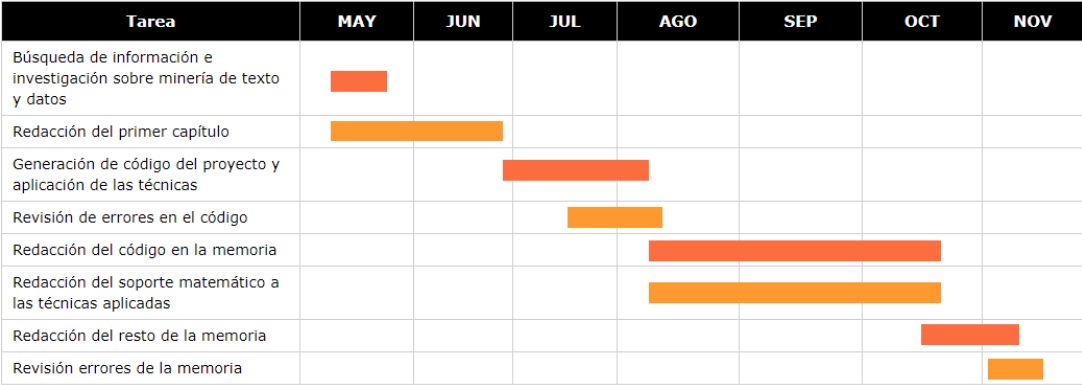 Tarea MAY JUN JUL AGO SEP OCT NOV
Búsqueda de información e
investigación sobre minería de texto
y datos
Redacción del primer capítulo
Generación de código del proyecto y
aplicación de las técnicas
Revisión de errores en el código
Redacción del código en la memoria
Redacción del soporte matemático a
las técnicas aplicadas
Redacción del resto de la memoria
Revisión errores de la memoria